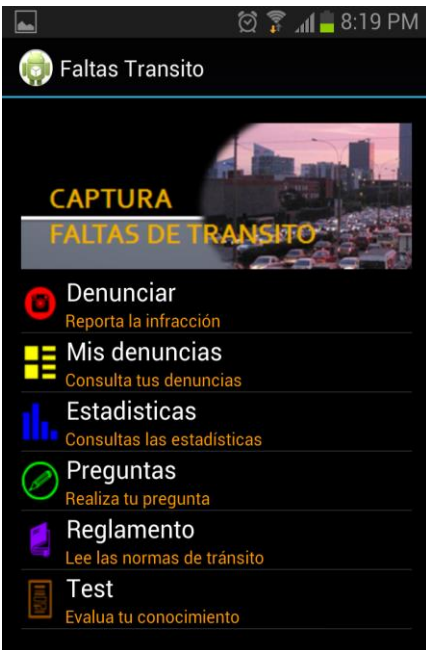 8:19 PM
Faltas Transito
CAPTURA
FALTAS DE TRANSITO
Denunciar
Reporta la infracción
Mis denuncias
Consulta tus denuncias
Estadisticas
Consultas las estadísticas
Preguntas
Realiza tu pregunta
Reglamento
Lee las normas de tránsito
Test
Evalua tu conocimiento